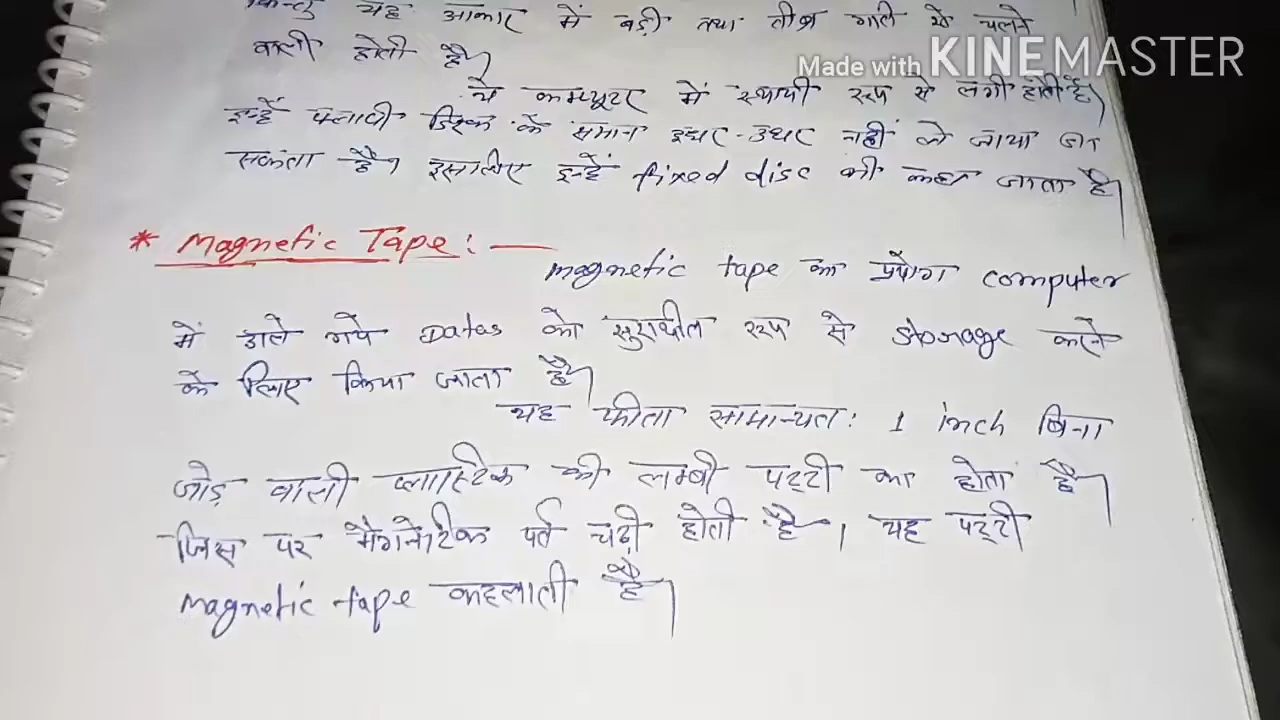 किन्तु यह आकार में बड़ी तथा तीव्र गति से चलने
वाली होती है।
Made with KINEMASTER
ये कम्प्यूटर में स्थायी रूप से लगी होती है।
इन्हें फ्लापी डिस्क के समान इधर-उधर नहीं ले जाया जा
सकता है। इसलिए इन्हें fixed disc भी कहा जाता है।
* Magnetic Tape: —
magnetic tape का प्रयोग computer
में डाले गये Datas को सुरक्षित रूप से storage करने
के लिए किया जाता है।
यह फीता सामान्यत: 1 inch बिना
जोड़ वाली प्लास्टिक की लम्बी पट्टी का होता है।
जिस पर मैगनेटिक पर्त चढ़ी होती है। यह पट्टी
magnetic tape कहलाती है।